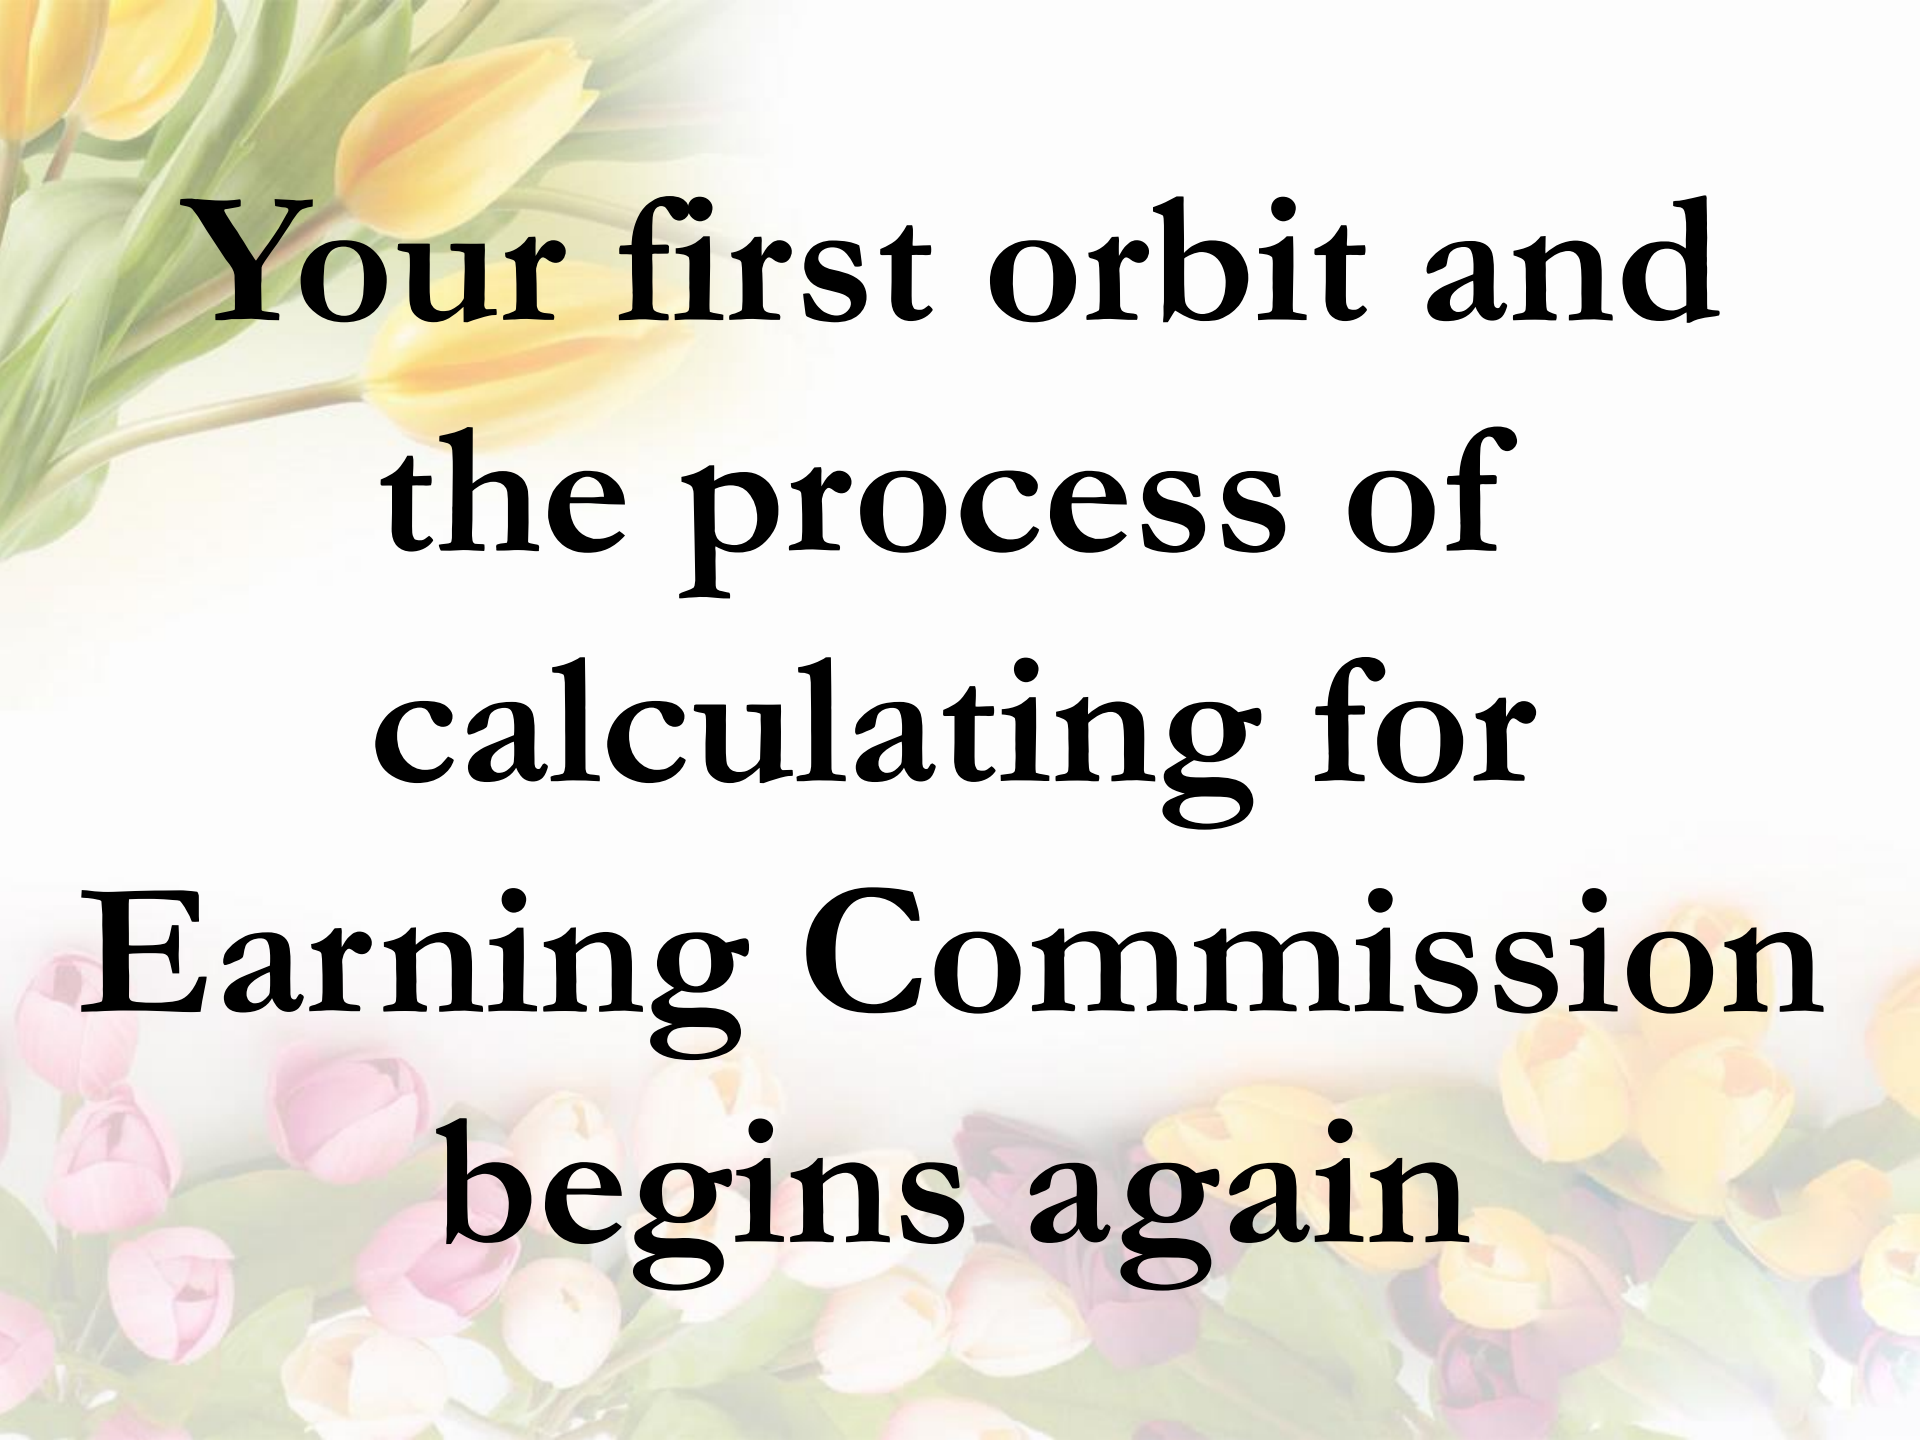 Your first orbit and
the process of
calculating for
Earning Commission
begins again